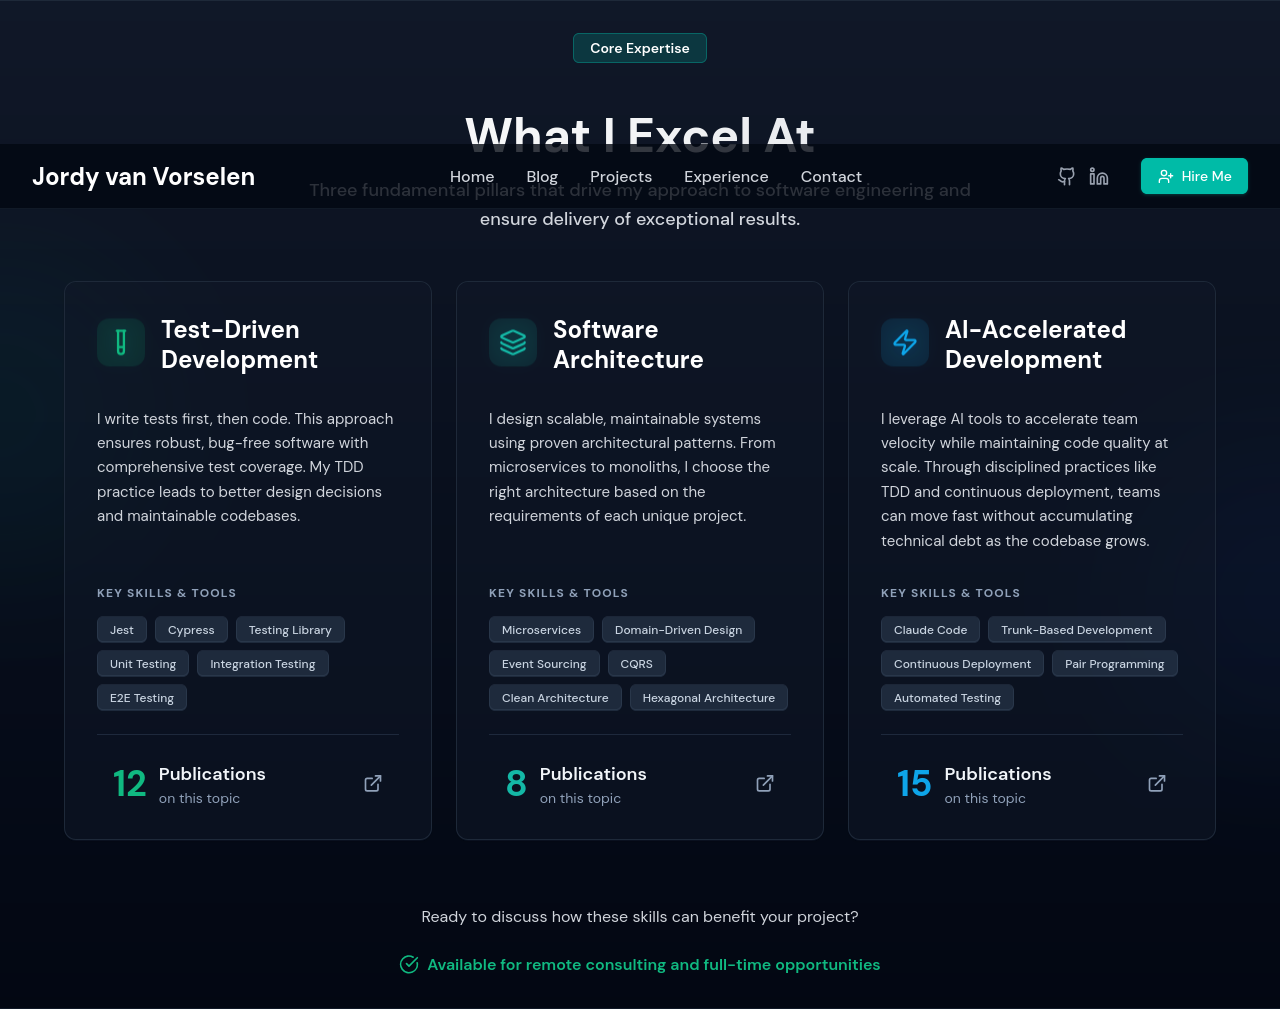 Core Expertise
What I Excel At
Jordy van Vorselen
Home
Blog
Projects
Experience
Contact
Hire Me
Three fundamental pillars that drive my approach to software engineering and
ensure delivery of exceptional results.
Test-Driven
Development
I write tests first, then code. This approach
ensures robust, bug-free software with
comprehensive test coverage. My TDD
practice leads to better design decisions
and maintainable codebases.
KEY SKILLS & TOOLS
Jest
Cypress
Testing Library
Unit Testing
Integration Testing
E2E Testing
12
Publications
on this topic
Software
Architecture
I design scalable, maintainable systems
using proven architectural patterns. From
microservices to monoliths, I choose the
right architecture based on the
requirements of each unique project.
KEY SKILLS & TOOLS
Microservices
Domain-Driven Design
Event Sourcing
CQRS
Clean Architecture
Hexagonal Architecture
8
Publications
on this topic
AI-Accelerated
Development
I leverage AI tools to accelerate team
velocity while maintaining code quality at
scale. Through disciplined practices like
TDD and continuous deployment, teams
can move fast without accumulating
technical debt as the codebase grows.
KEY SKILLS & TOOLS
Claude Code
Trunk-Based Development
Continuous Deployment
Pair Programming
Automated Testing
15
Publications
on this topic
Ready to discuss how these skills can benefit your project?
Available for remote consulting and full-time opportunities